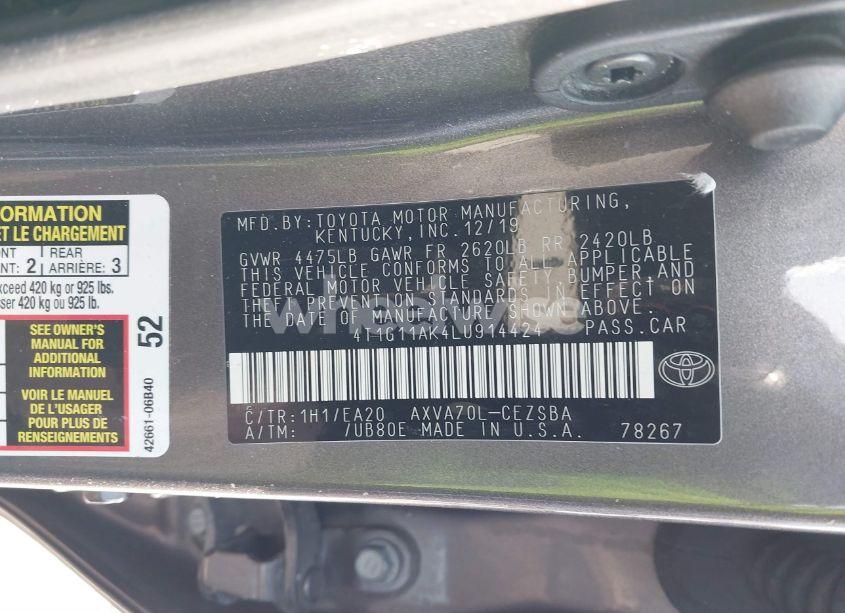 ORMATION
ET LE CHARGEMENT
ONT
REAR
NT: 2
ARRIÈRE: 3
xceed 420 kg or 925 lbs.
ser 420 kg ou 925 lb.
SEE OWNER'S
MANUAL FOR
ADDITIONAL
INFORMATION
VOIR LE MANUEL
DE L'USAGER
POUR PLUS DE
RENSEIGNEMENTS
52
42661-06B40
MFD. BY: TOYOTA MOTOR MANUFACTURING,
KENTUCKY, INC. 12/19
GVWR 4475LB GAWR FR 2620LB RR 2420LB
THIS VEHICLE CONFORMS TO ALL APPLICABLE
FEDERAL MOTOR VEHICLE SAFETY, BUMPER AND
THEFT PREVENTION STANDARDS IN EFFECT ON
THE DATE OF MANUFACTURE SHOWN ABOVE.
4T1G11AK4LU914424 PASS.CAR
C/TR: 1H1/EA20 AXVA70L-CEZSBA
A/TM: /UB80E MADE IN U.S.A. 78267
TOYOTA